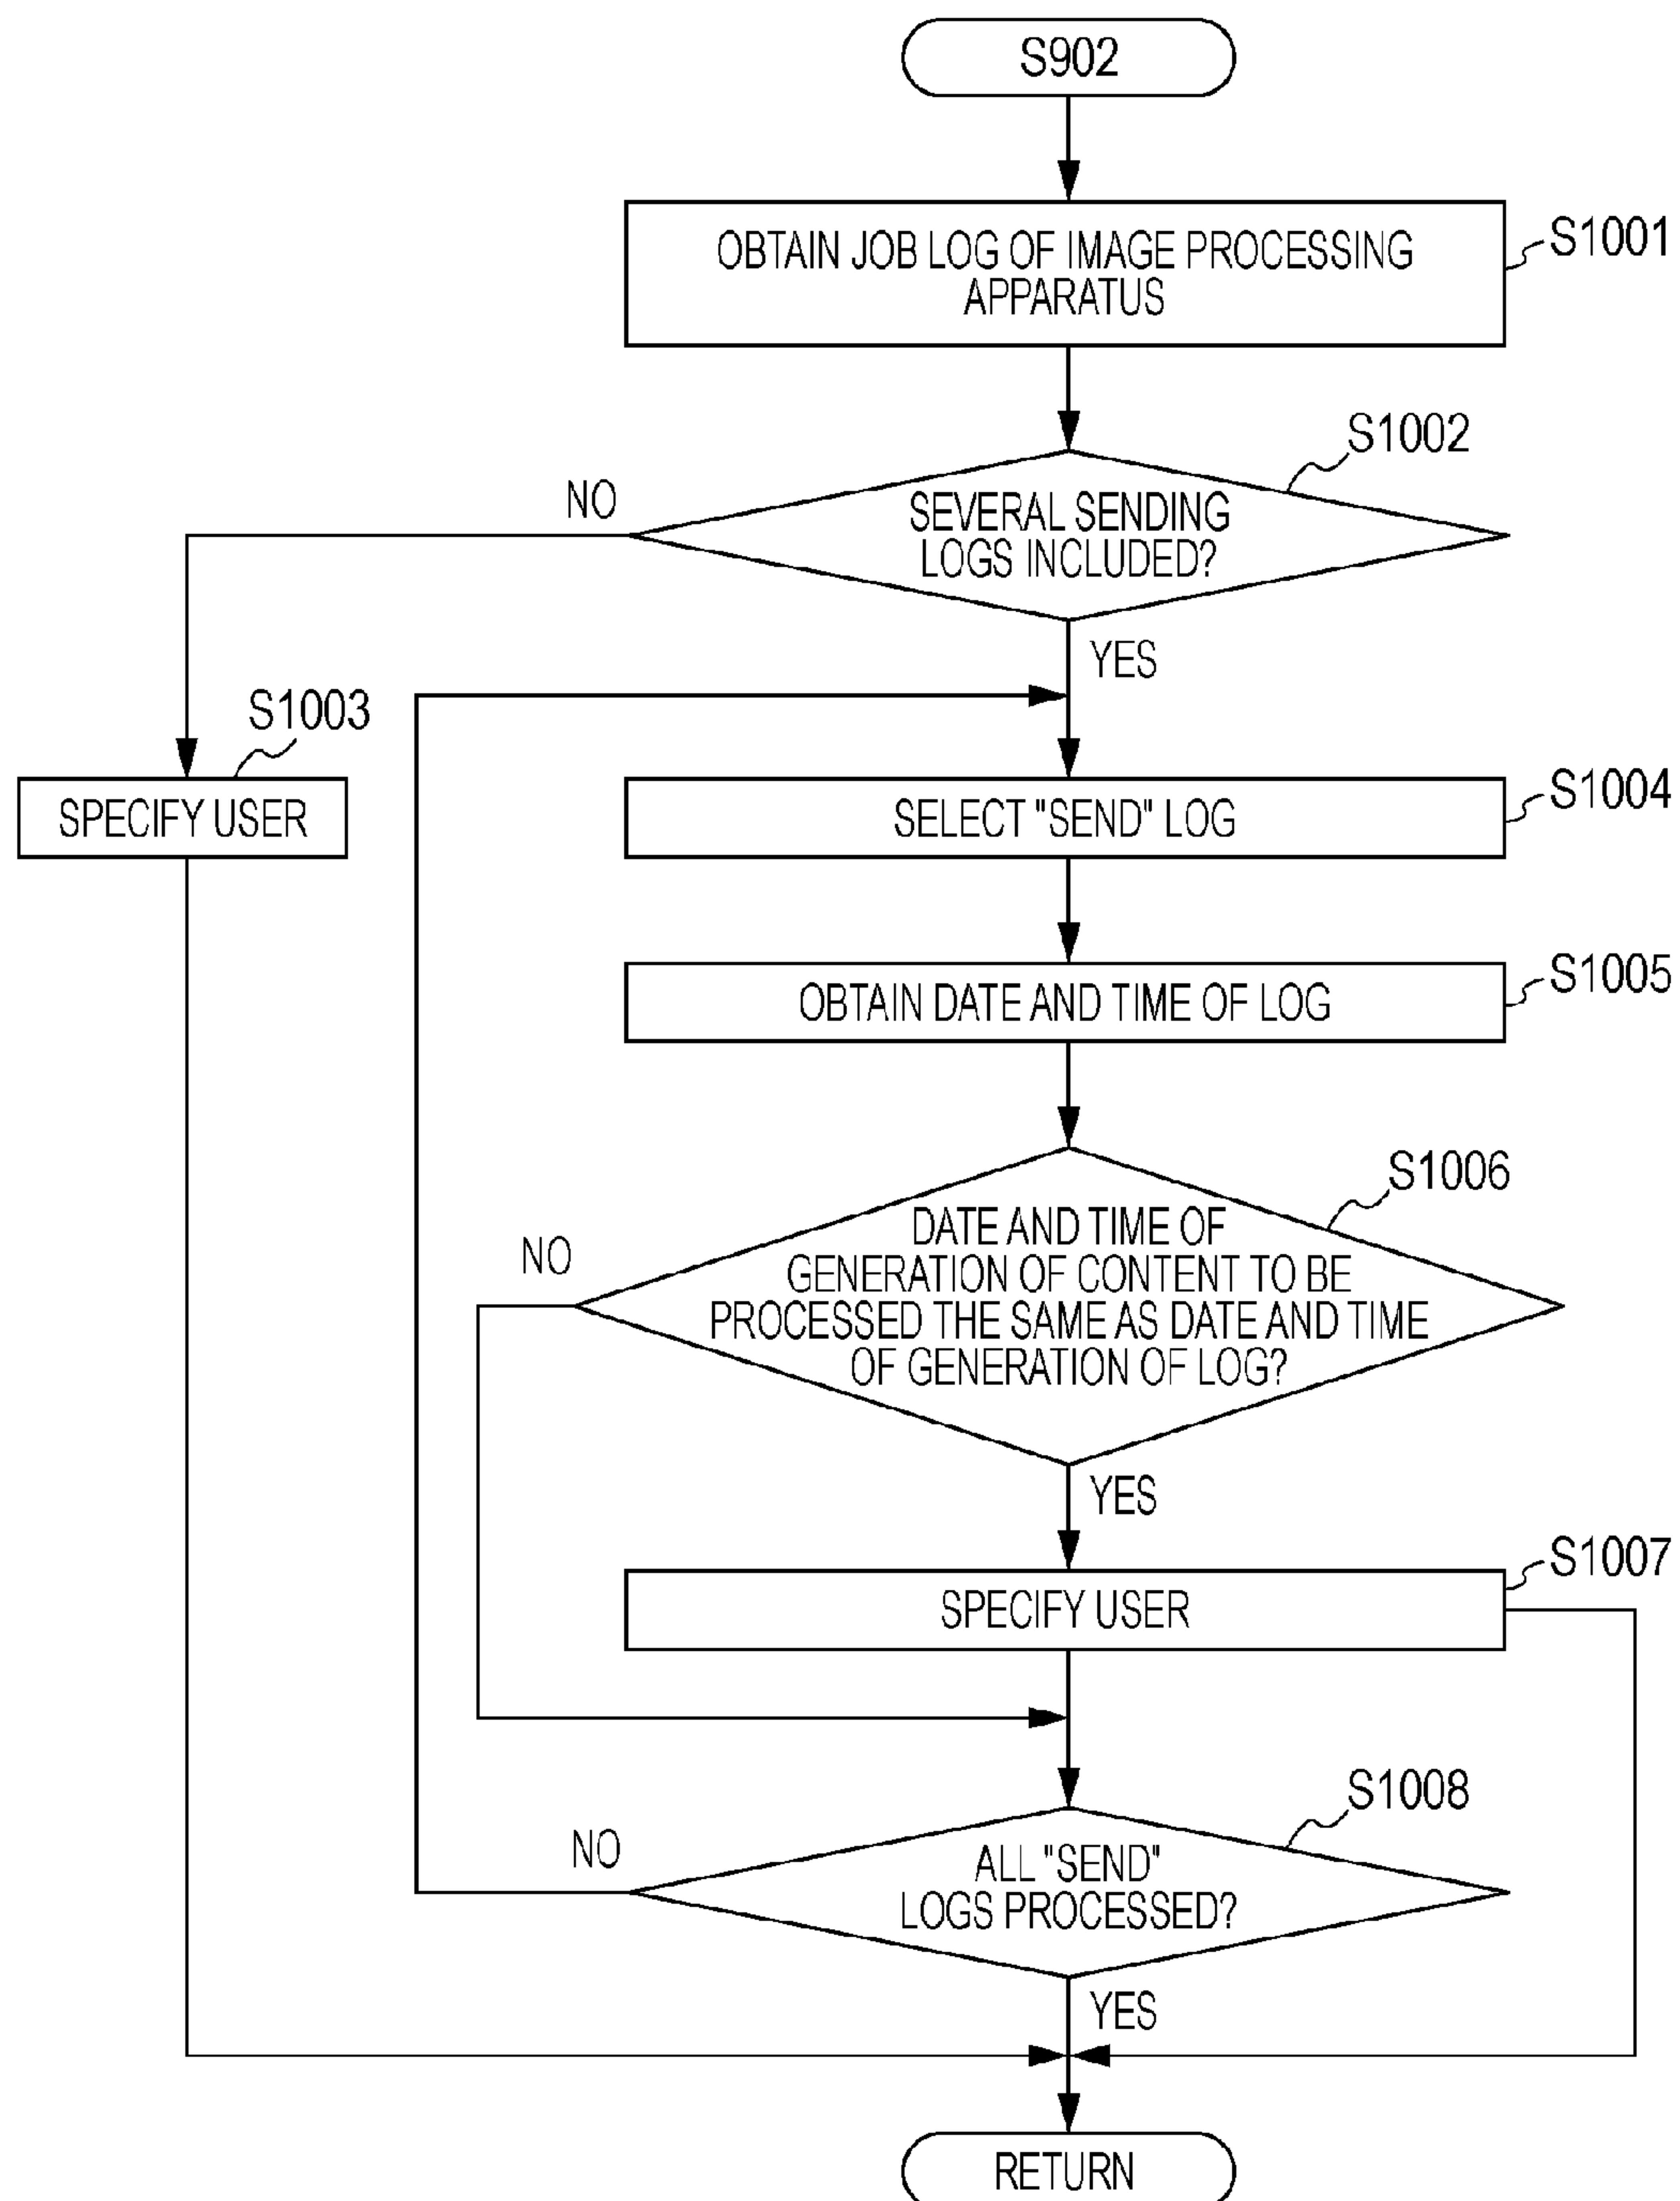 S902
OBTAIN JOB LOG OF IMAGE PROCESSING
APPARATUS
S1001
S1002
NO
SEVERAL SENDING
LOGS INCLUDED?
YES
S1003
SPECIFY USER
SELECT "SEND" LOG
S1004
OBTAIN DATE AND TIME OF LOG
S1005
S1006
NO
DATE AND TIME OF
GENERATION OF CONTENT TO BE
PROCESSED THE SAME AS DATE AND TIME
OF GENERATION OF LOG?
YES
SPECIFY USER
S1007
S1008
NO
ALL "SEND"
LOGS PROCESSED?
YES
RETURN